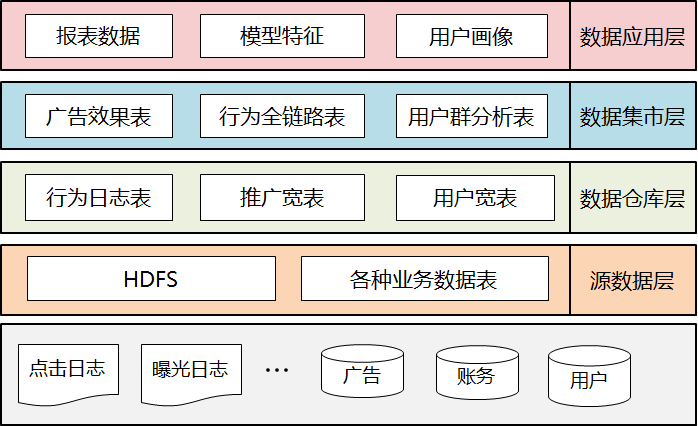 报表数据
模型特征
用户画像
数据应用层
广告效果表
行为全链路表
用户群分析表
数据集市层
行为日志表
推广宽表
用户宽表
数据仓库层
HDFS
各种业务数据表
源数据层
点击日志
曝光日志
…
广告
账务
用户